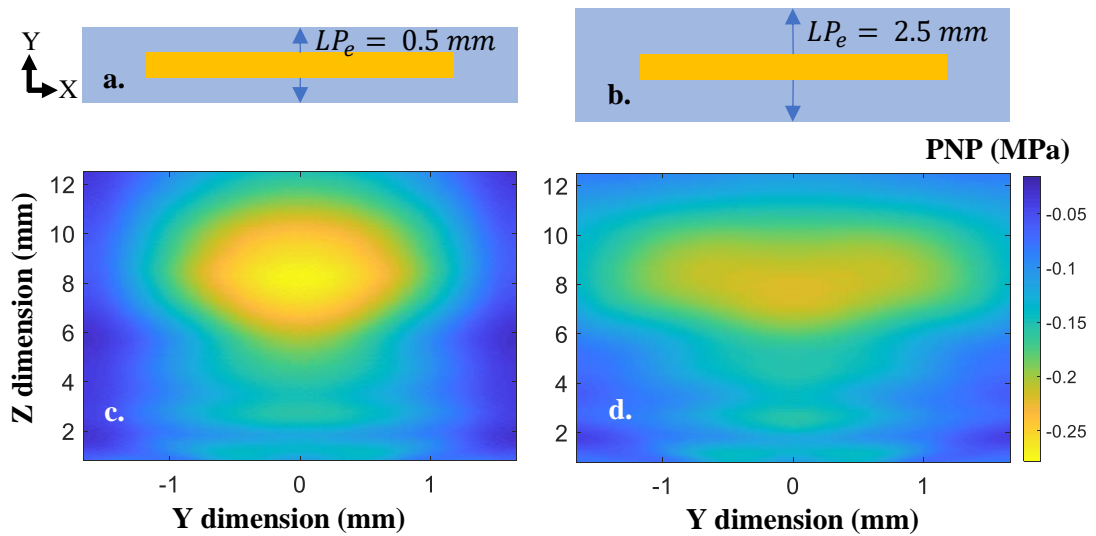 Y
X
a.
LPₑ = 0.5 mm
b.
LPₑ = 2.5 mm
PNP (MPa)
Z dimension (mm)
12
10
8
6
4
2
c.
-1
0
1
Y dimension (mm)
12
10
8
6
4
2
d.
-1
0
1
Y dimension (mm)
-0.05
-0.1
-0.15
-0.2
-0.25